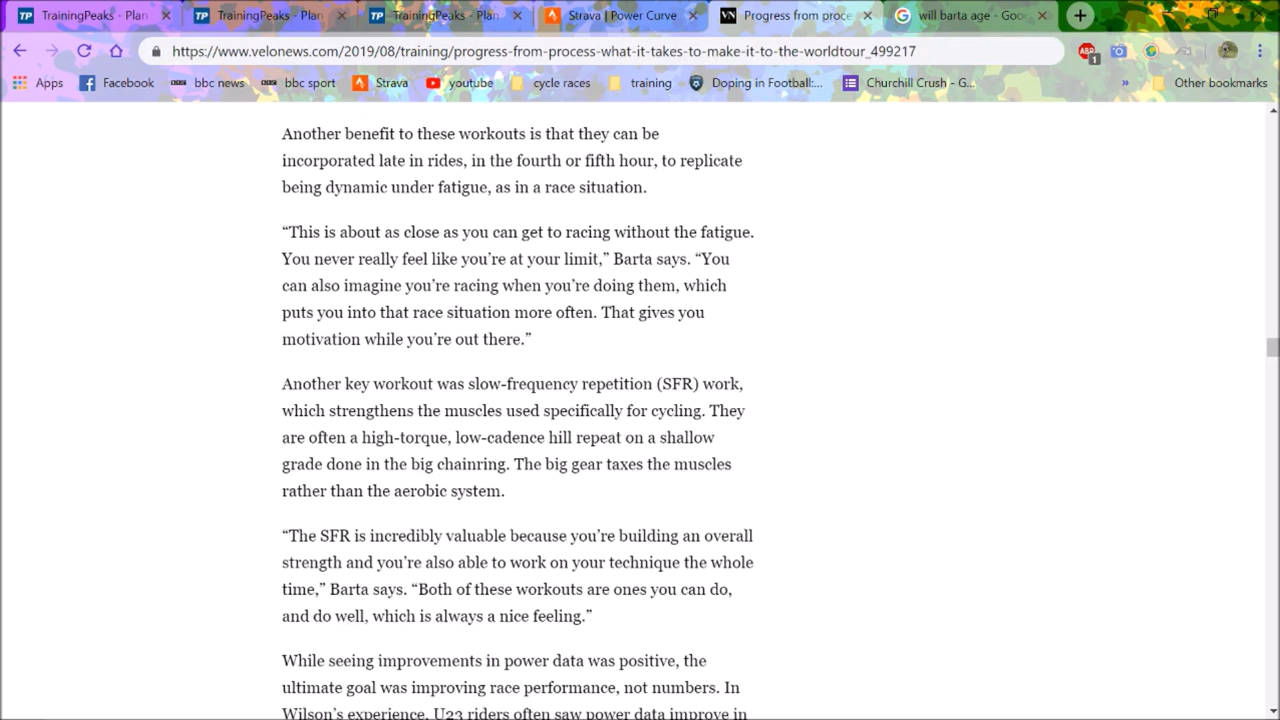 TrainingPeaks - Plan
TrainingPeaks - Plan
TrainingPeaks - Plan
Strava | Power Curve
Progress from proce
will barta age - Goo
https://www.velonews.com/2019/08/training/progress-from-process-what-it-takes-to-make-it-to-the-worldtour_499217
Apps
Facebook
bbc news
bbc sport
Strava
youtube
cycle races
training
Doping in Football:...
Churchill Crush - G...
»
Other bookmarks
ABP
1
Another benefit to these workouts is that they can be
incorporated late in rides, in the fourth or fifth hour, to replicate
being dynamic under fatigue, as in a race situation.
“This is about as close as you can get to racing without the fatigue.
You never really feel like you’re at your limit,” Barta says. “You
can also imagine you’re racing when you’re doing them, which
puts you into that race situation more often. That gives you
motivation while you’re out there.”
Another key workout was slow-frequency repetition (SFR) work,
which strengthens the muscles used specifically for cycling. They
are often a high-torque, low-cadence hill repeat on a shallow
grade done in the big chainring. The big gear taxes the muscles
rather than the aerobic system.
“The SFR is incredibly valuable because you’re building an overall
strength and you’re also able to work on your technique the whole
time,” Barta says. “Both of these workouts are ones you can do,
and do well, which is always a nice feeling.”
While seeing improvements in power data was positive, the
ultimate goal was improving race performance, not numbers. In
Wilson’s experience, U23 riders often saw power data improve in